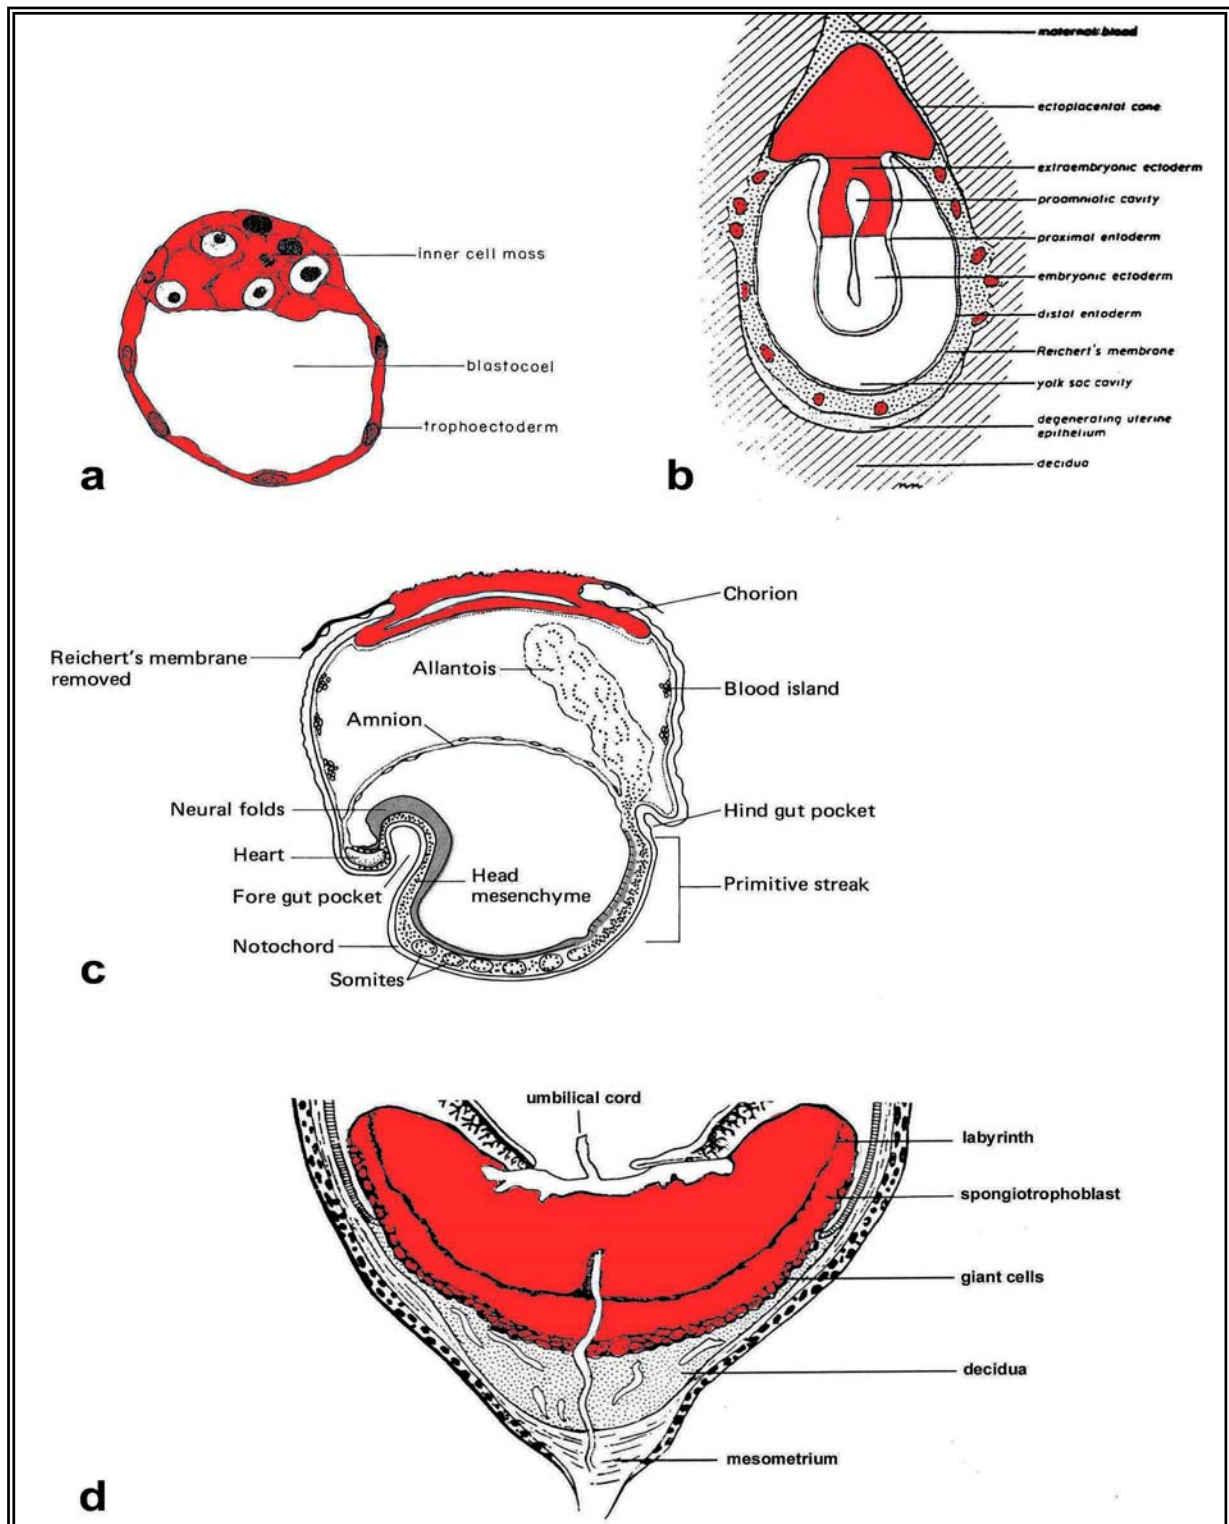 inner cell mass
blastocoel
trophoectoderm
a
maternal blood
ectoplacental cone
extroembryonic ectoderm
proamniotic cavity
proximal entoderm
embryonic ectoderm
distal entoderm
Reichert's membrane
yolk sac cavity
degenerating uterine
epithelium
decidua
b
Chorion
Reichert's membrane
removed
Allantois
Blood island
Amnion
Neural folds
Hind gut pocket
Heart
Head
mesenchyme
Fore gut pocket
Primitive streak
Notochord
Somites
c
umbilical cord
labyrinth
spongiotrophoblast
giant cells
decidua
mesometrium
d